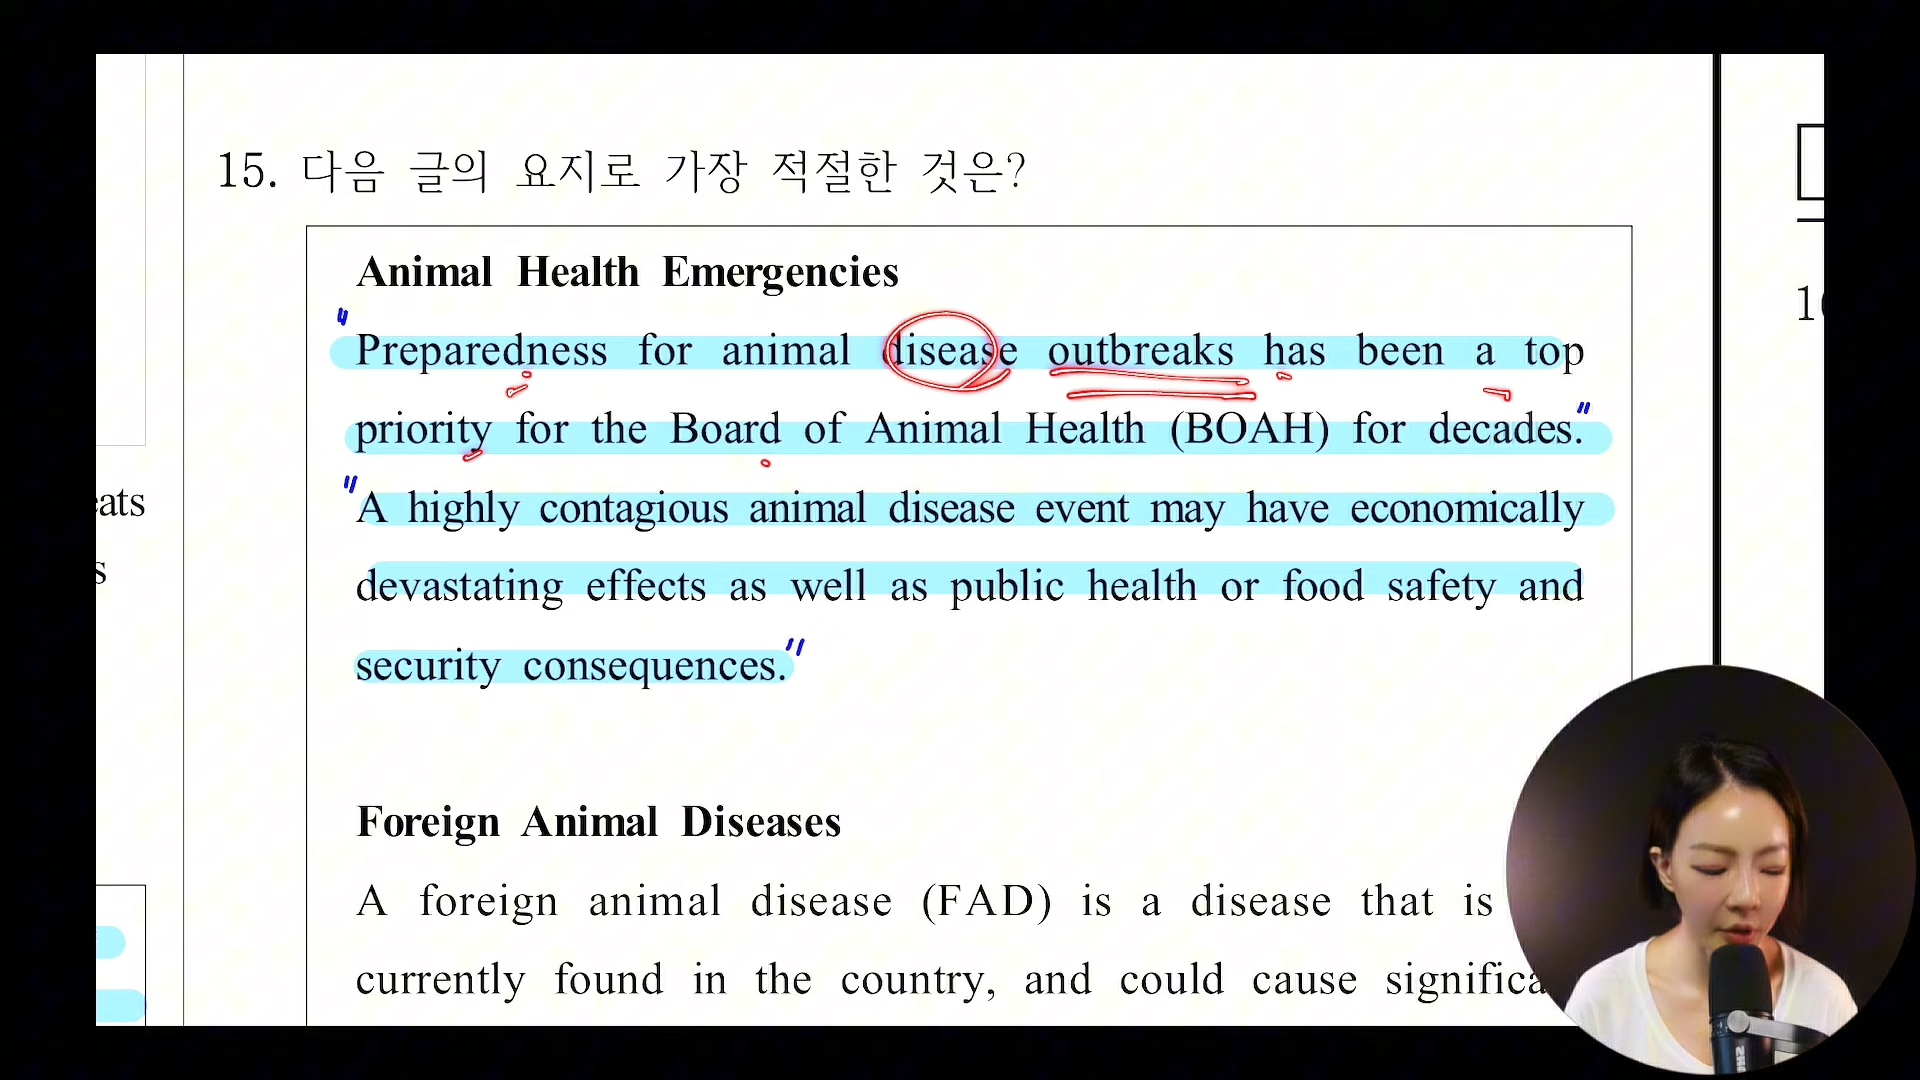 eats
s
15. 다음 글의 요지로 가장 적절한 것은?
Animal Health Emergencies
Preparedness for animal disease outbreaks has been a top
priority for the Board of Animal Health (BOAH) for decades.
A highly contagious animal disease event may have economically
devastating effects as well as public health or food safety and
security consequences.
Foreign Animal Diseases
A foreign animal disease (FAD) is a disease that is
currently found in the country, and could cause